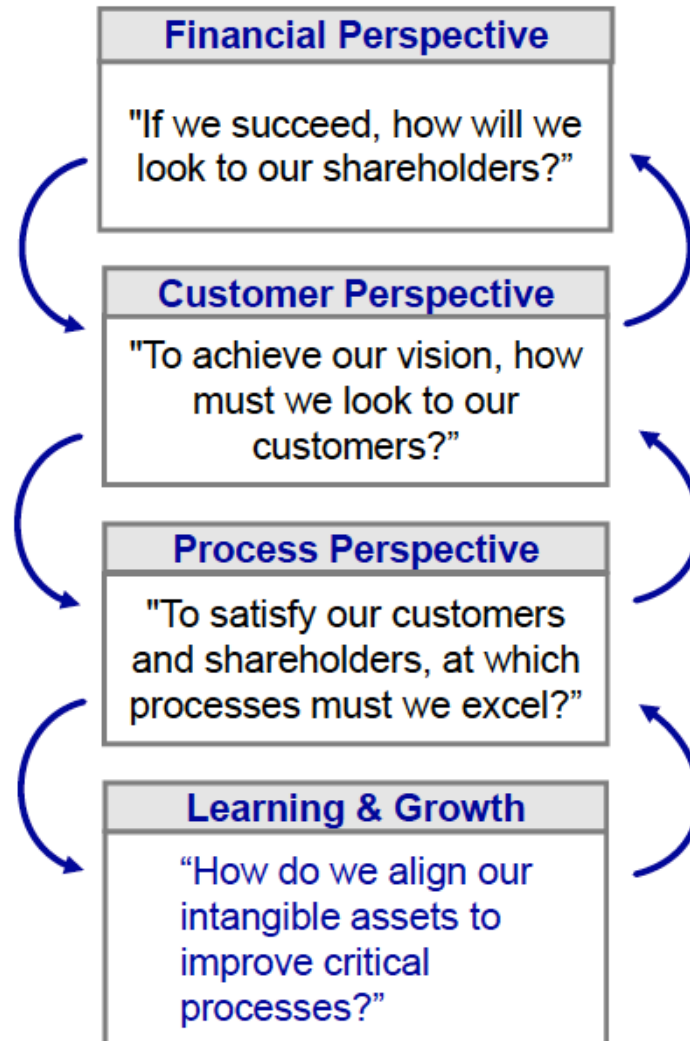 Financial Perspective
"If we succeed, how will we
look to our shareholders?”
Customer Perspective
"To achieve our vision, how
must we look to our
customers?”
Process Perspective
"To satisfy our customers
and shareholders, at which
processes must we excel?”
Learning & Growth
“How do we align our
intangible assets to
improve critical
processes?”